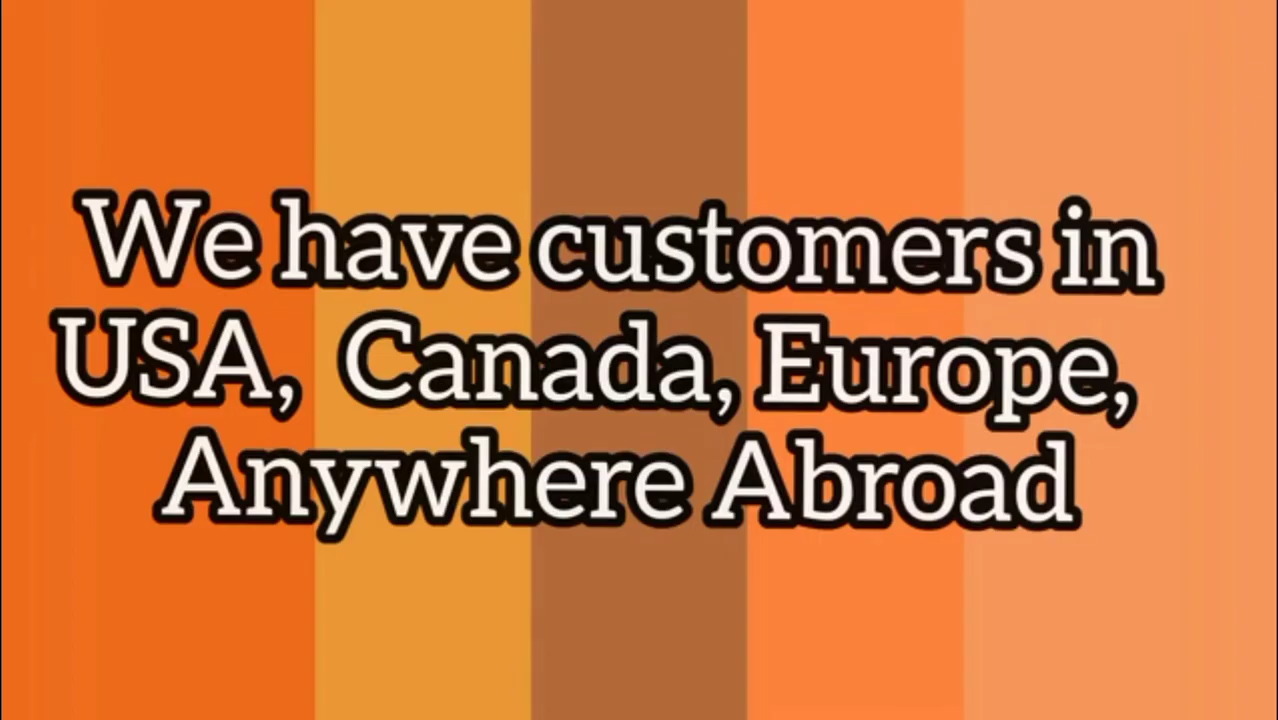 We have customers in
USA, Canada, Europe,
Anywhere Abroad